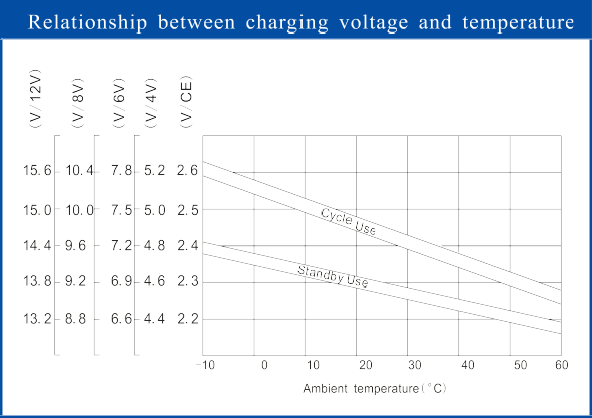 Relationship between charging voltage and temperature
(V/12V) (V/8V) (V/6V) (V/4V) (V/CE)
15.6 10.4 7.8 5.2 2.6
15.0 10.0 7.5 5.0 2.5
14.4 9.6 7.2 4.8 2.4
13.8 9.2 6.9 4.6 2.3
13.2 8.8 6.6 4.4 2.2
Cycle Use
Standby Use
-10 0 10 20 30 40 50 60
Ambient temperature(°C)